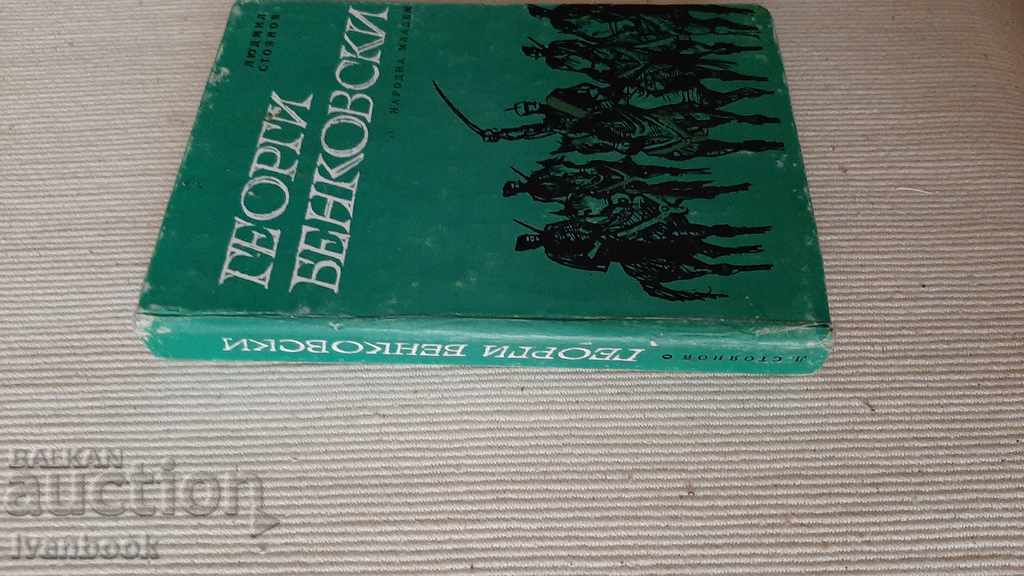 ЛЮДМИЛ
СТОЯНОВ
ГЕОРГИ
БЕНКОВСКИ
НАРОДНА МЛАДЕЖ
Л. СТОЯНОВ
ГЕОРГИ БЕНКОВСКИ
BALKAN
auction
Ivanbook